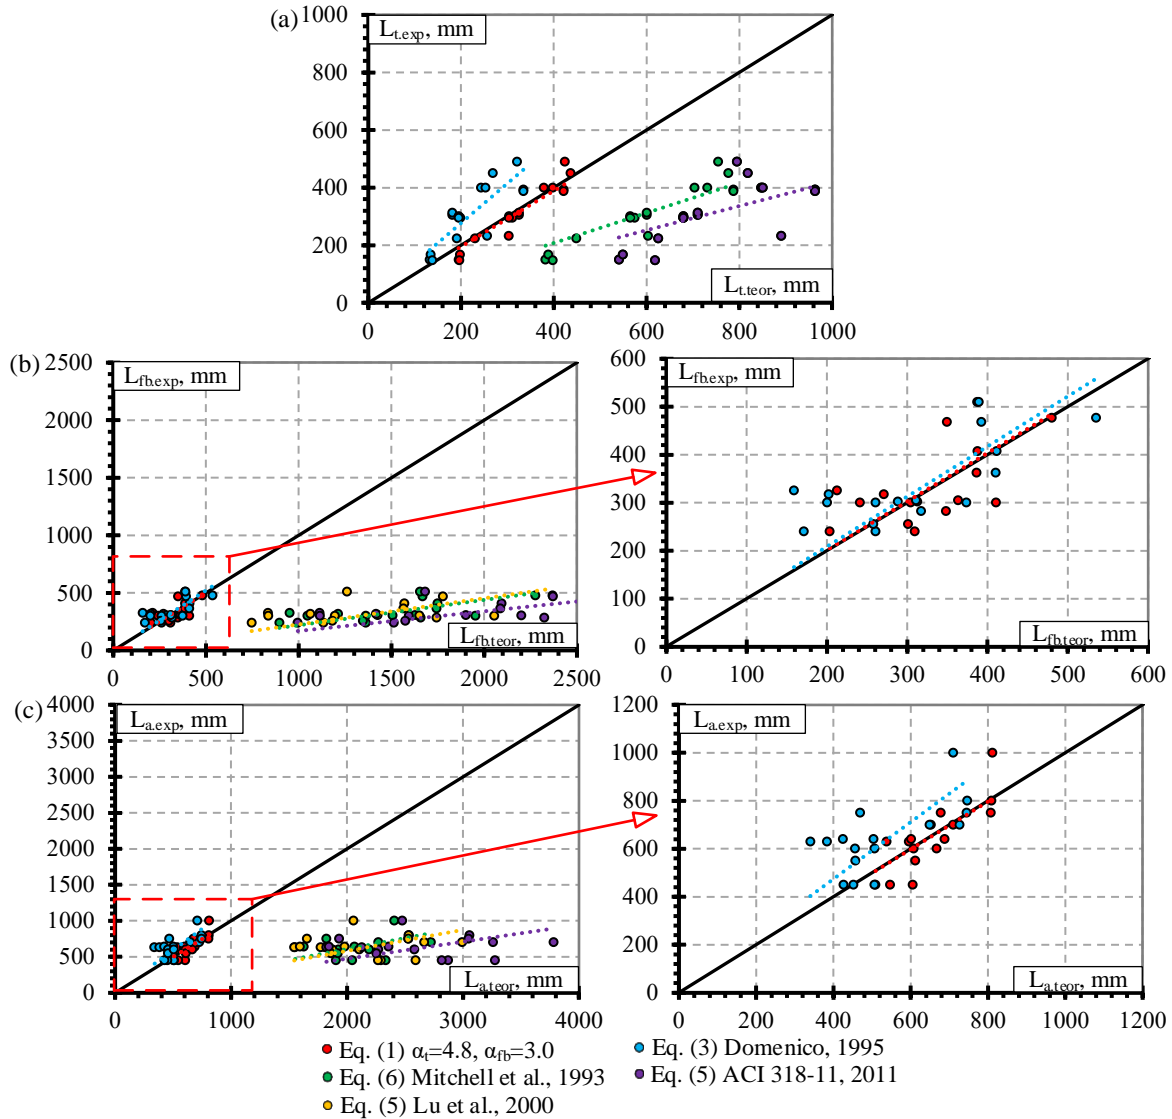 (a)
L_t.exp, mm
1000
800
600
400
200
0
0 200 400 600 800 1000
L_t.teor, mm
(b)
L_fb.exp, mm
2500
2000
1500
1000
500
0
0 500 1000 1500 2000 2500
L_fb.teor, mm
L_fb.exp, mm
600
500
400
300
200
100
0
0 100 200 300 400 500 600
L_fb.teor, mm
(c)
L_a.exp, mm
4000
3500
3000
2500
2000
1500
1000
500
0
0 1000 2000 3000 4000
L_a.teor, mm
L_a.exp, mm
1200
1000
800
600
400
200
0
0 200 400 600 800 1000 1200
L_a.teor, mm
Eq. (1) α_t=4.8, α_fb=3.0
Eq. (3) Domenico, 1995
Eq. (6) Mitchell et al., 1993
Eq. (5) ACI 318-11, 2011
Eq. (5) Lu et al., 2000